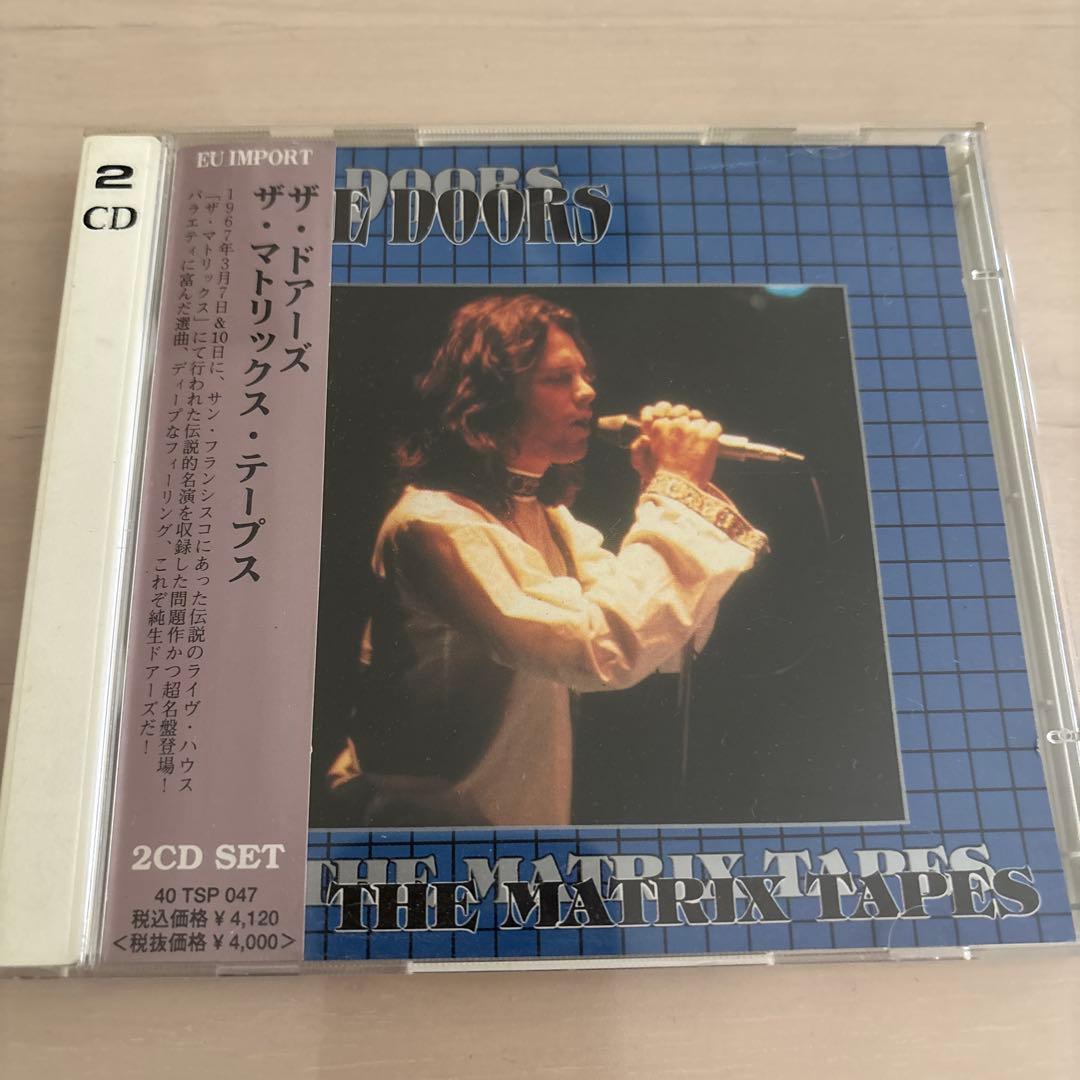 2
CD
EU IMPORT
ザ・ドアーズ
ザ・マトリックス・テープス
1967年3月7日&10日に、サン・フランシスコにあった伝説のライヴ・ハウス
「ザ・マトリックス」にて行われた伝説的名演を収録した問題作かつ超名盤登場！
バラエティに富んだ選曲、ディープなフィーリング、これぞ純生ドアーズだ！
2CD SET
40 TSP 047
税込価格¥4,120
<税抜価格¥4,000>
E DOORS
THE MATRIX TAPES